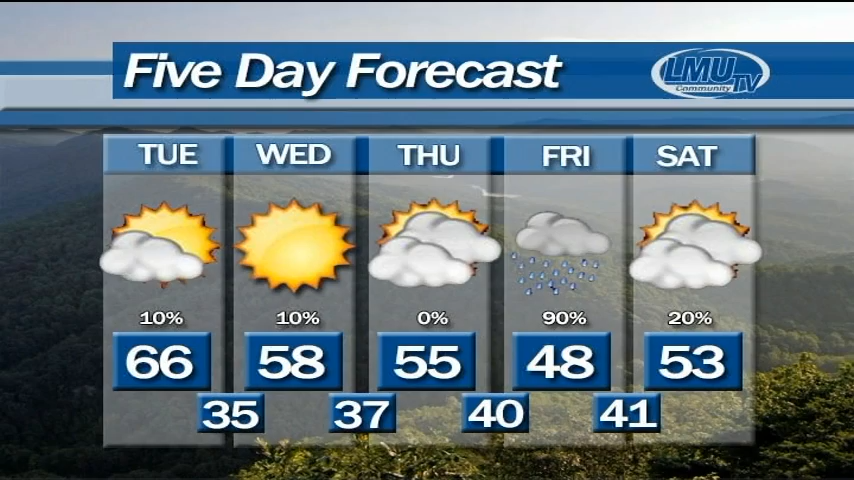 Five Day Forecast
LMU
Community TV
TUE WED THU FRI SAT
10% 10% 0% 90% 20%
66 58 55 48 53
35 37 40 41